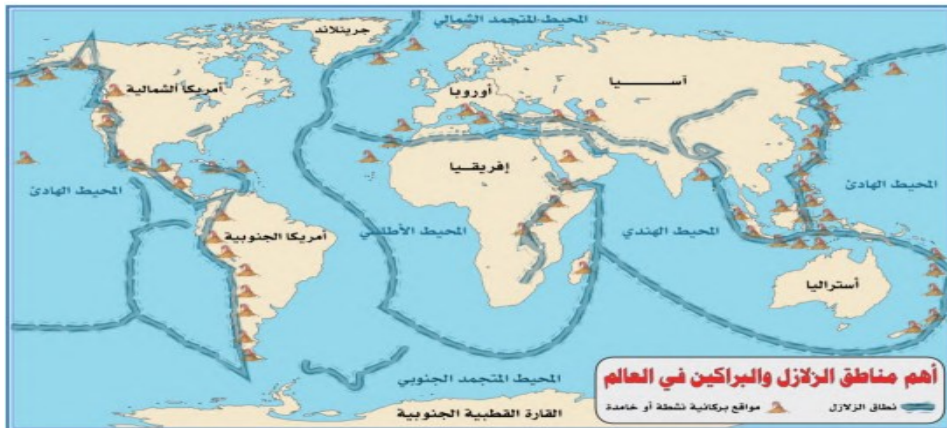 المحيط المتجمد الشمالي
جرينلاند
أمريكا الشمالية
أوروبا
آسيا
إفريقيا
المحيط الهادئ
المحيط الهادئ
أمريكا الجنوبية
المحيط الأطلسي
المحيط الهندي
أستراليا
المحيط المتجمد الجنوبي
القارة القطبية الجنوبية
أهم مناطق الزلازل والبراكين في العالم
نطاق الزلازل
مواقع بركانية نشطة أو خامدة